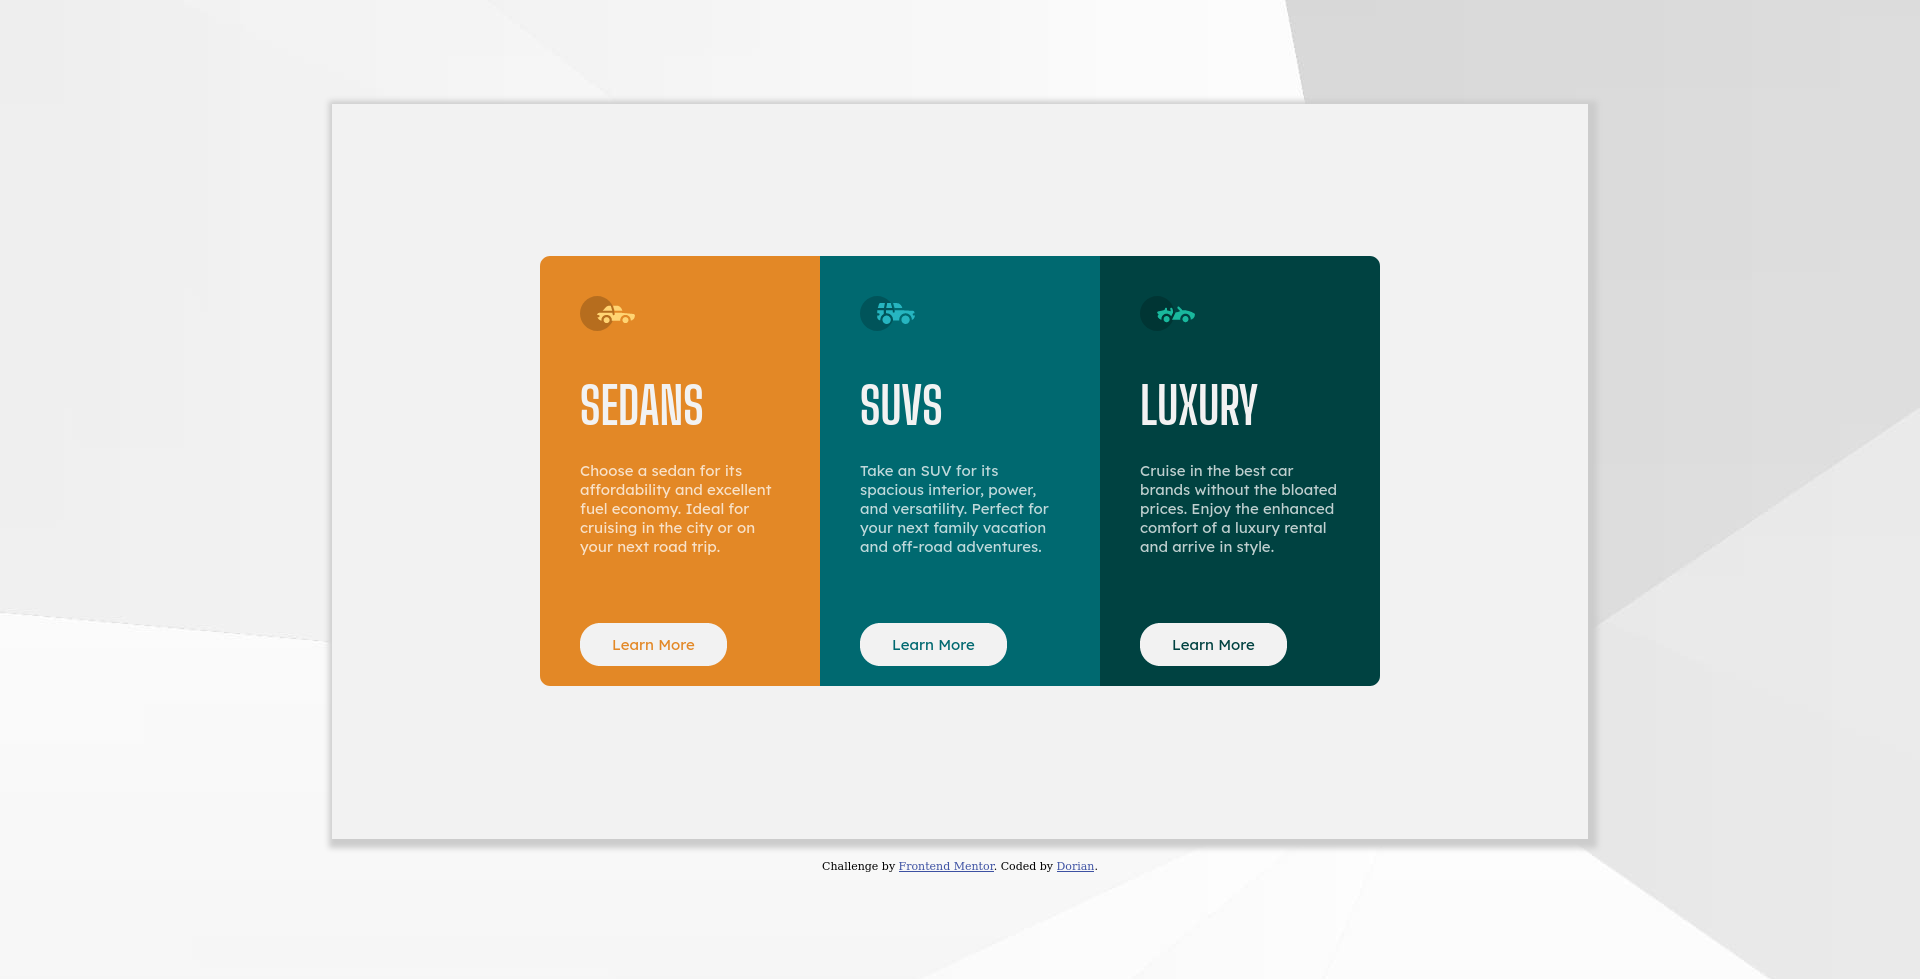 SEDANS
Choose a sedan for its
affordability and excellent
fuel economy. Ideal for
cruising in the city or on
your next road trip.
Learn More
SUVS
Take an SUV for its
spacious interior, power,
and versatility. Perfect for
your next family vacation
and off-road adventures.
Learn More
LUXURY
Cruise in the best car
brands without the bloated
prices. Enjoy the enhanced
comfort of a luxury rental
and arrive in style.
Learn More
Challenge by Frontend Mentor. Coded by Dorian.